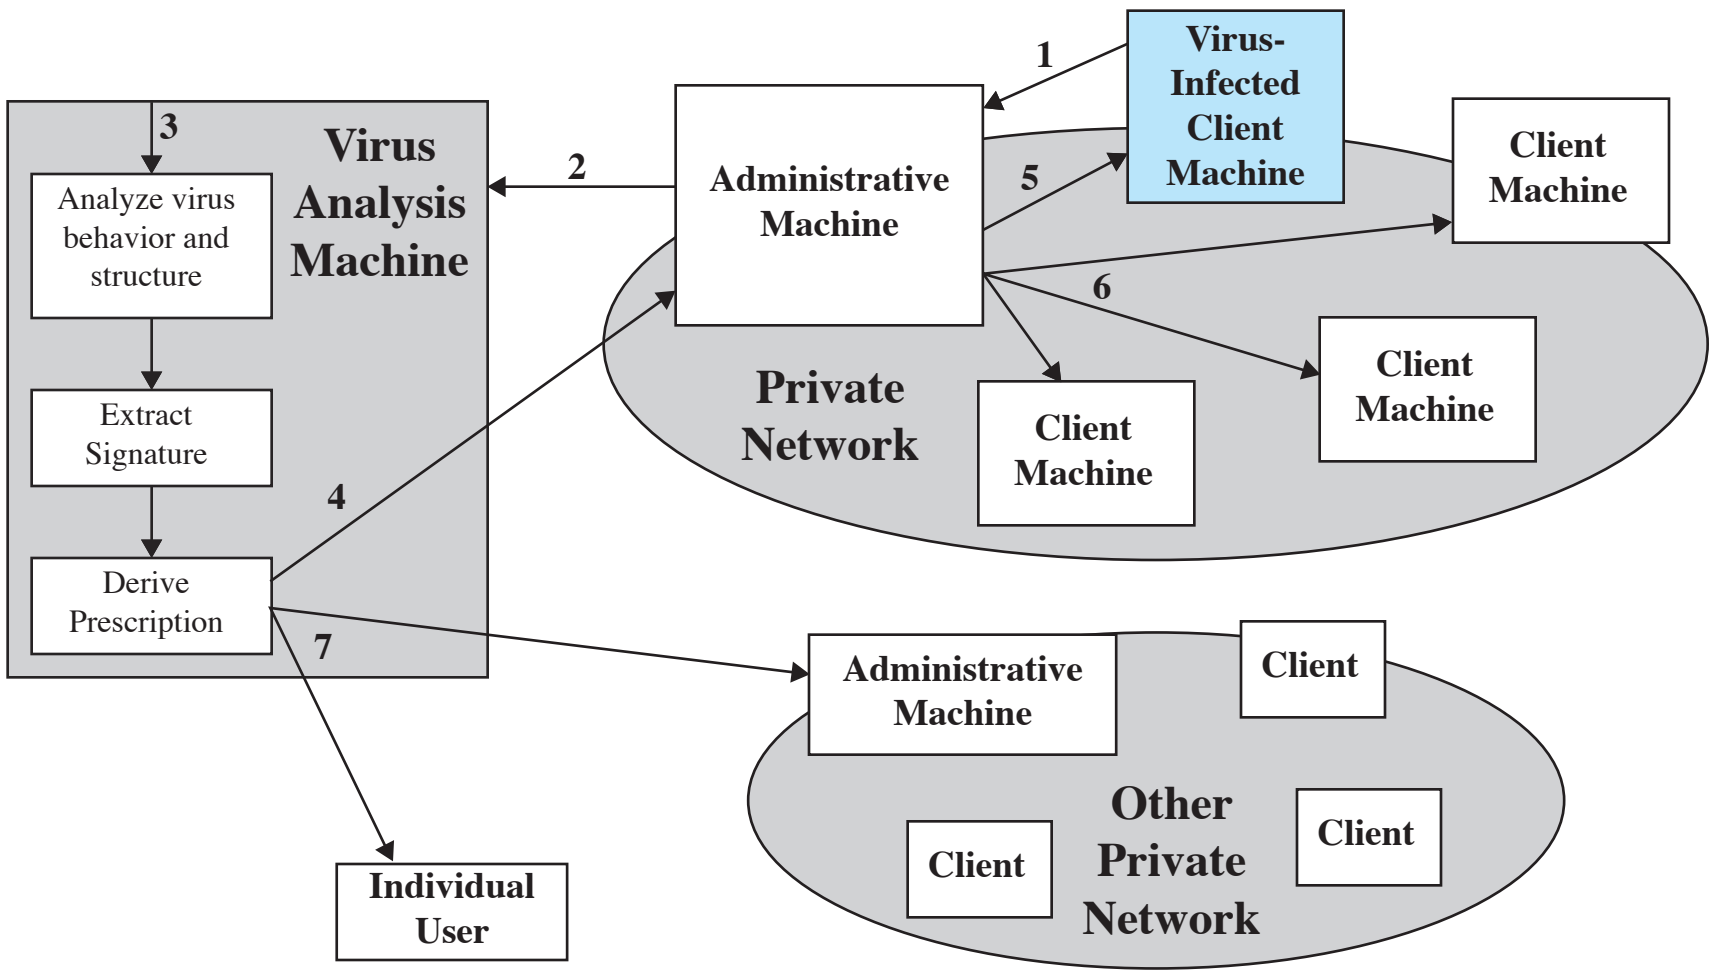 3
Virus
Analysis
Machine
Analyze virus
behavior and
structure
Extract
Signature
Derive
Prescription
2
4
7
1
Administrative
Machine
Virus-
Infected
Client
Machine
5
6
Client
Machine
Client
Machine
Client
Machine
Private
Network
Administrative
Machine
Client
Client
Client
Other
Private
Network
Individual
User